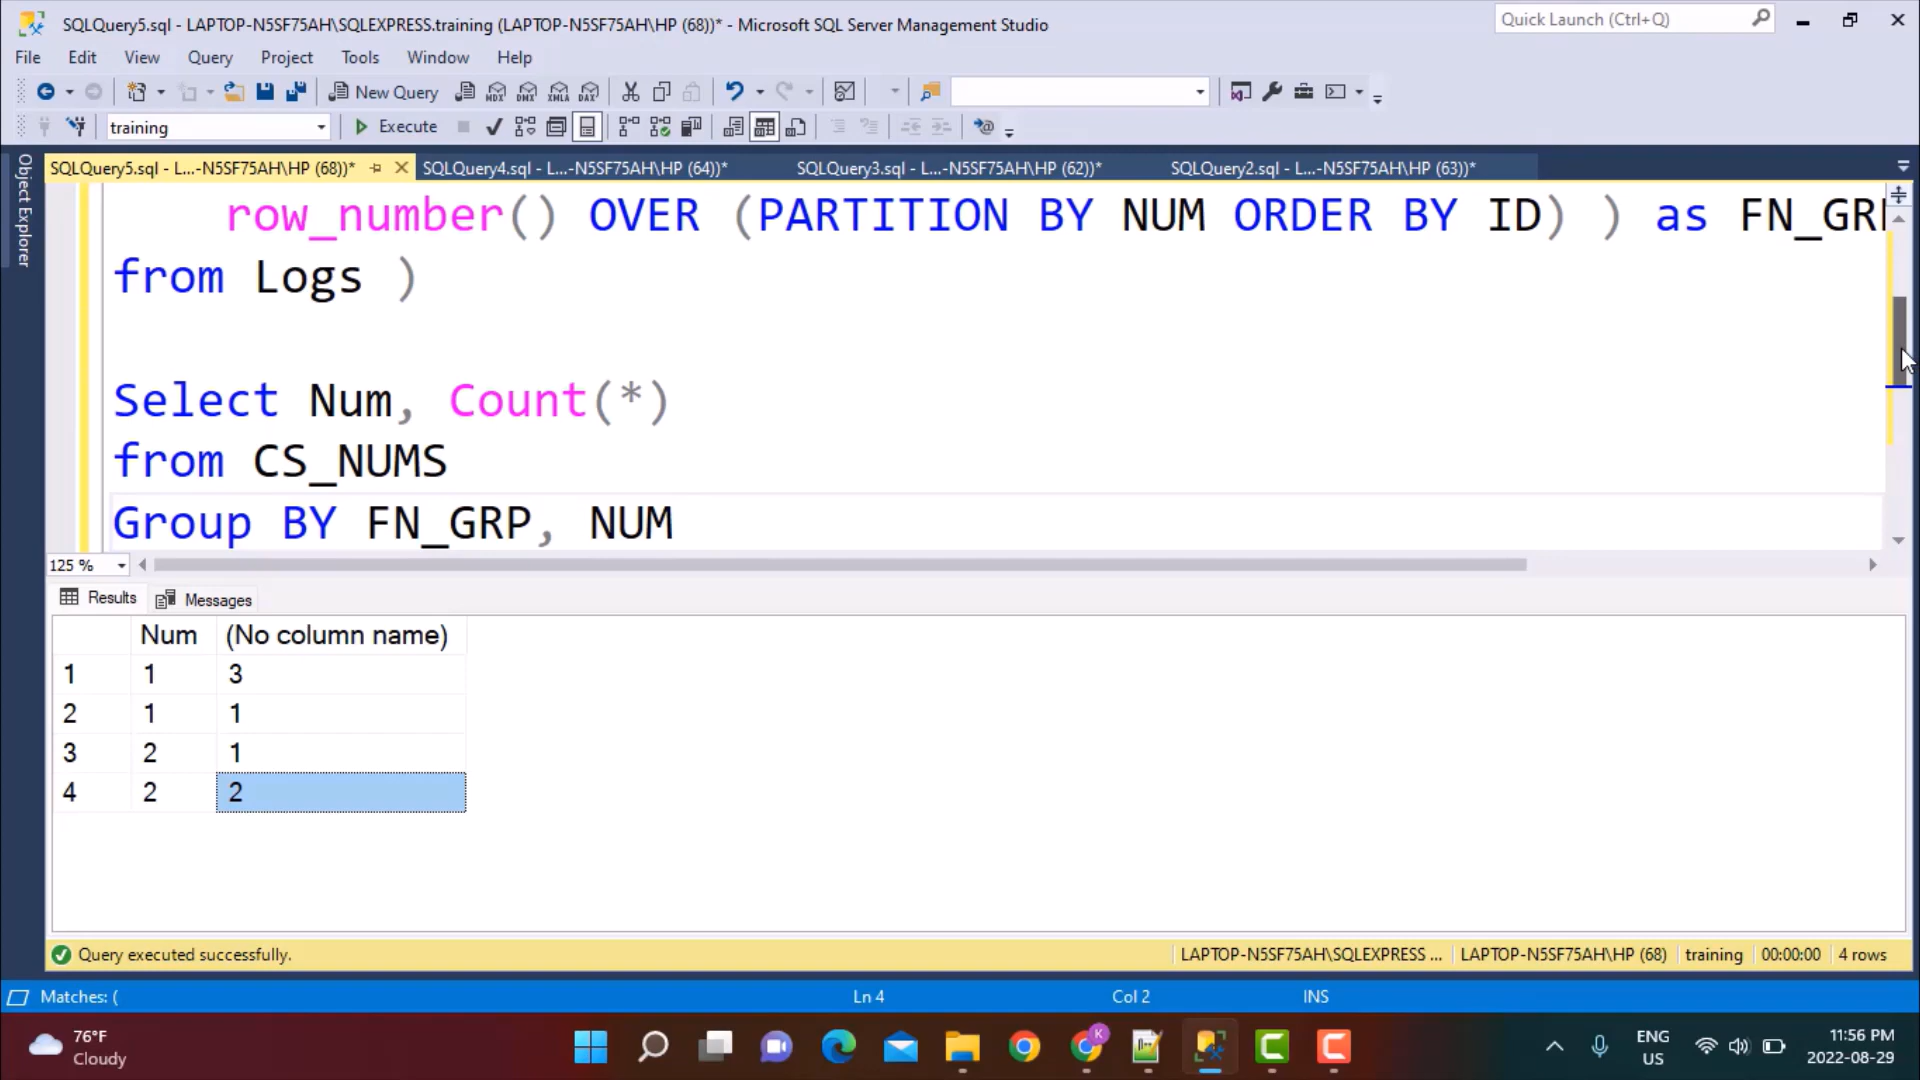 SQLQuery5.sql - LAPTOP-N5SF75AH\SQLEXPRESS.training (LAPTOP-N5SF75AH\HP (68))* - Microsoft SQL Server Management Studio
Quick Launch (Ctrl+Q)
File Edit View Query Project Tools Window Help
New Query MDX DMX XMLA DAX
training Execute
SQLQuery5.sql - L...-N5SF75AH\HP (68))* SQLQuery4.sql - L...-N5SF75AH\HP (64))* SQLQuery3.sql - L...-N5SF75AH\HP (62))* SQLQuery2.sql - L...-N5SF75AH\HP (63))*
Object Explorer
row_number() OVER (PARTITION BY NUM ORDER BY ID) ) as FN_GRP
from Logs )
Select Num, Count(*)
from CS_NUMS
Group BY FN_GRP, NUM
125 %
Results Messages
Num (No column name)
1 1 3
2 1 1
3 2 1
4 2 2
Query executed successfully. LAPTOP-N5SF75AH\SQLEXPRESS ... LAPTOP-N5SF75AH\HP (68) training 00:00:00 4 rows
Matches: ( Ln 4 Col 2 INS
76°F
Cloudy
K
ENG
US
11:56 PM
2022-08-29